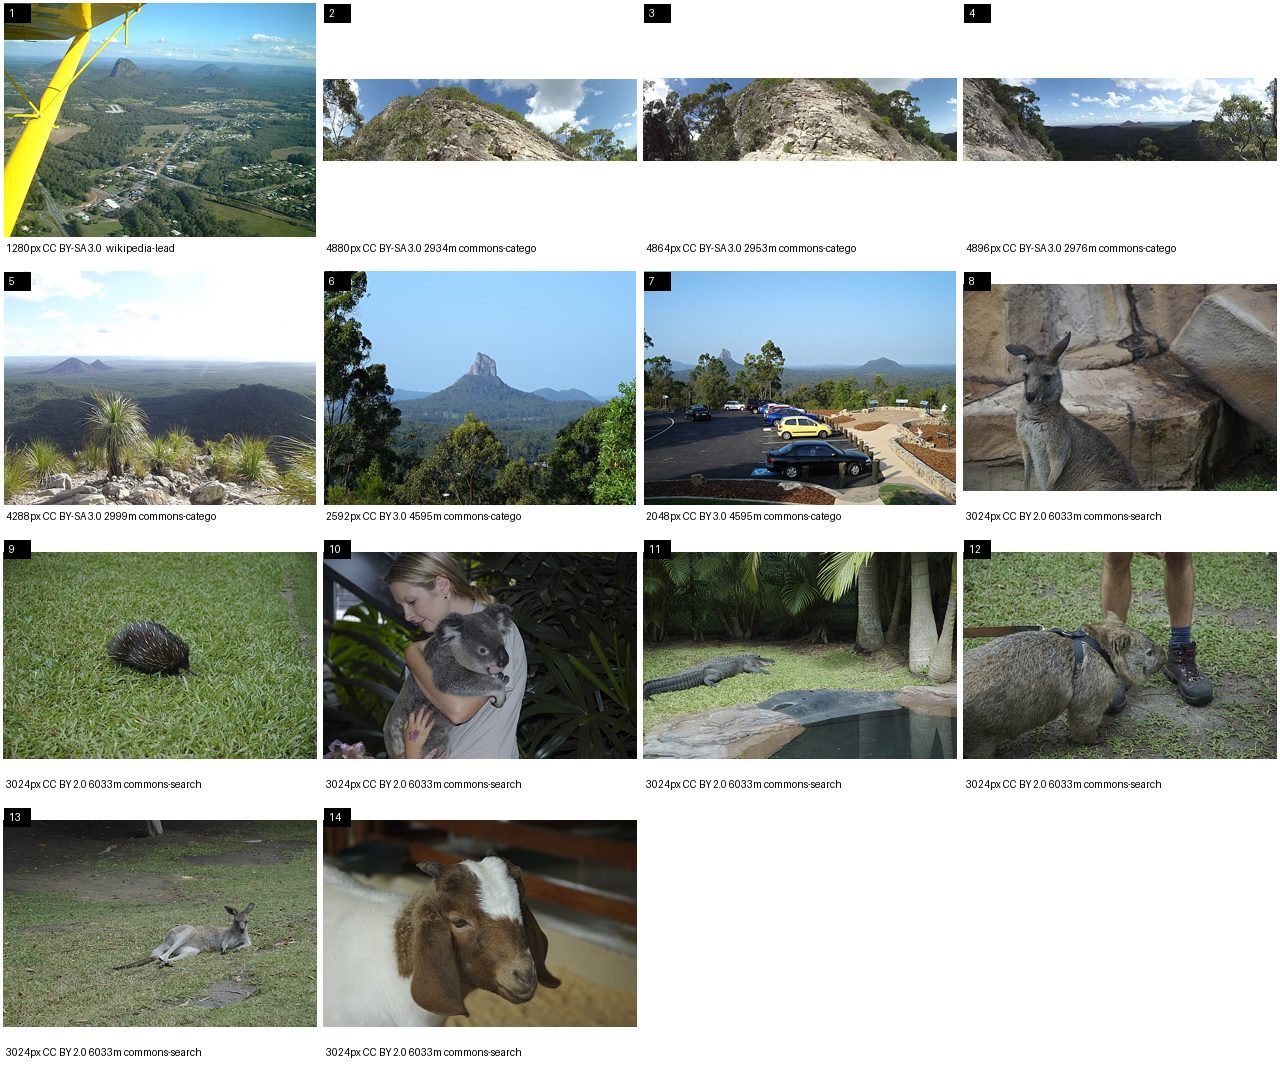 1
2
3
4
1280px CC BY-SA 3.0 wikipedia-lead
4880px CC BY-SA 3.0 2934m commons-catego
4864px CC BY-SA 3.0 2953m commons-catego
4896px CC BY-SA 3.0 2976m commons-catego
5
6
7
8
4288px CC BY-SA 3.0 2999m commons-catego
2592px CC BY 3.0 4595m commons-catego
2048px CC BY 3.0 4595m commons-catego
3024px CC BY 2.0 6033m commons-search
9
10
11
12
3024px CC BY 2.0 6033m commons-search
3024px CC BY 2.0 6033m commons-search
3024px CC BY 2.0 6033m commons-search
3024px CC BY 2.0 6033m commons-search
13
14
3024px CC BY 2.0 6033m commons-search
3024px CC BY 2.0 6033m commons-search